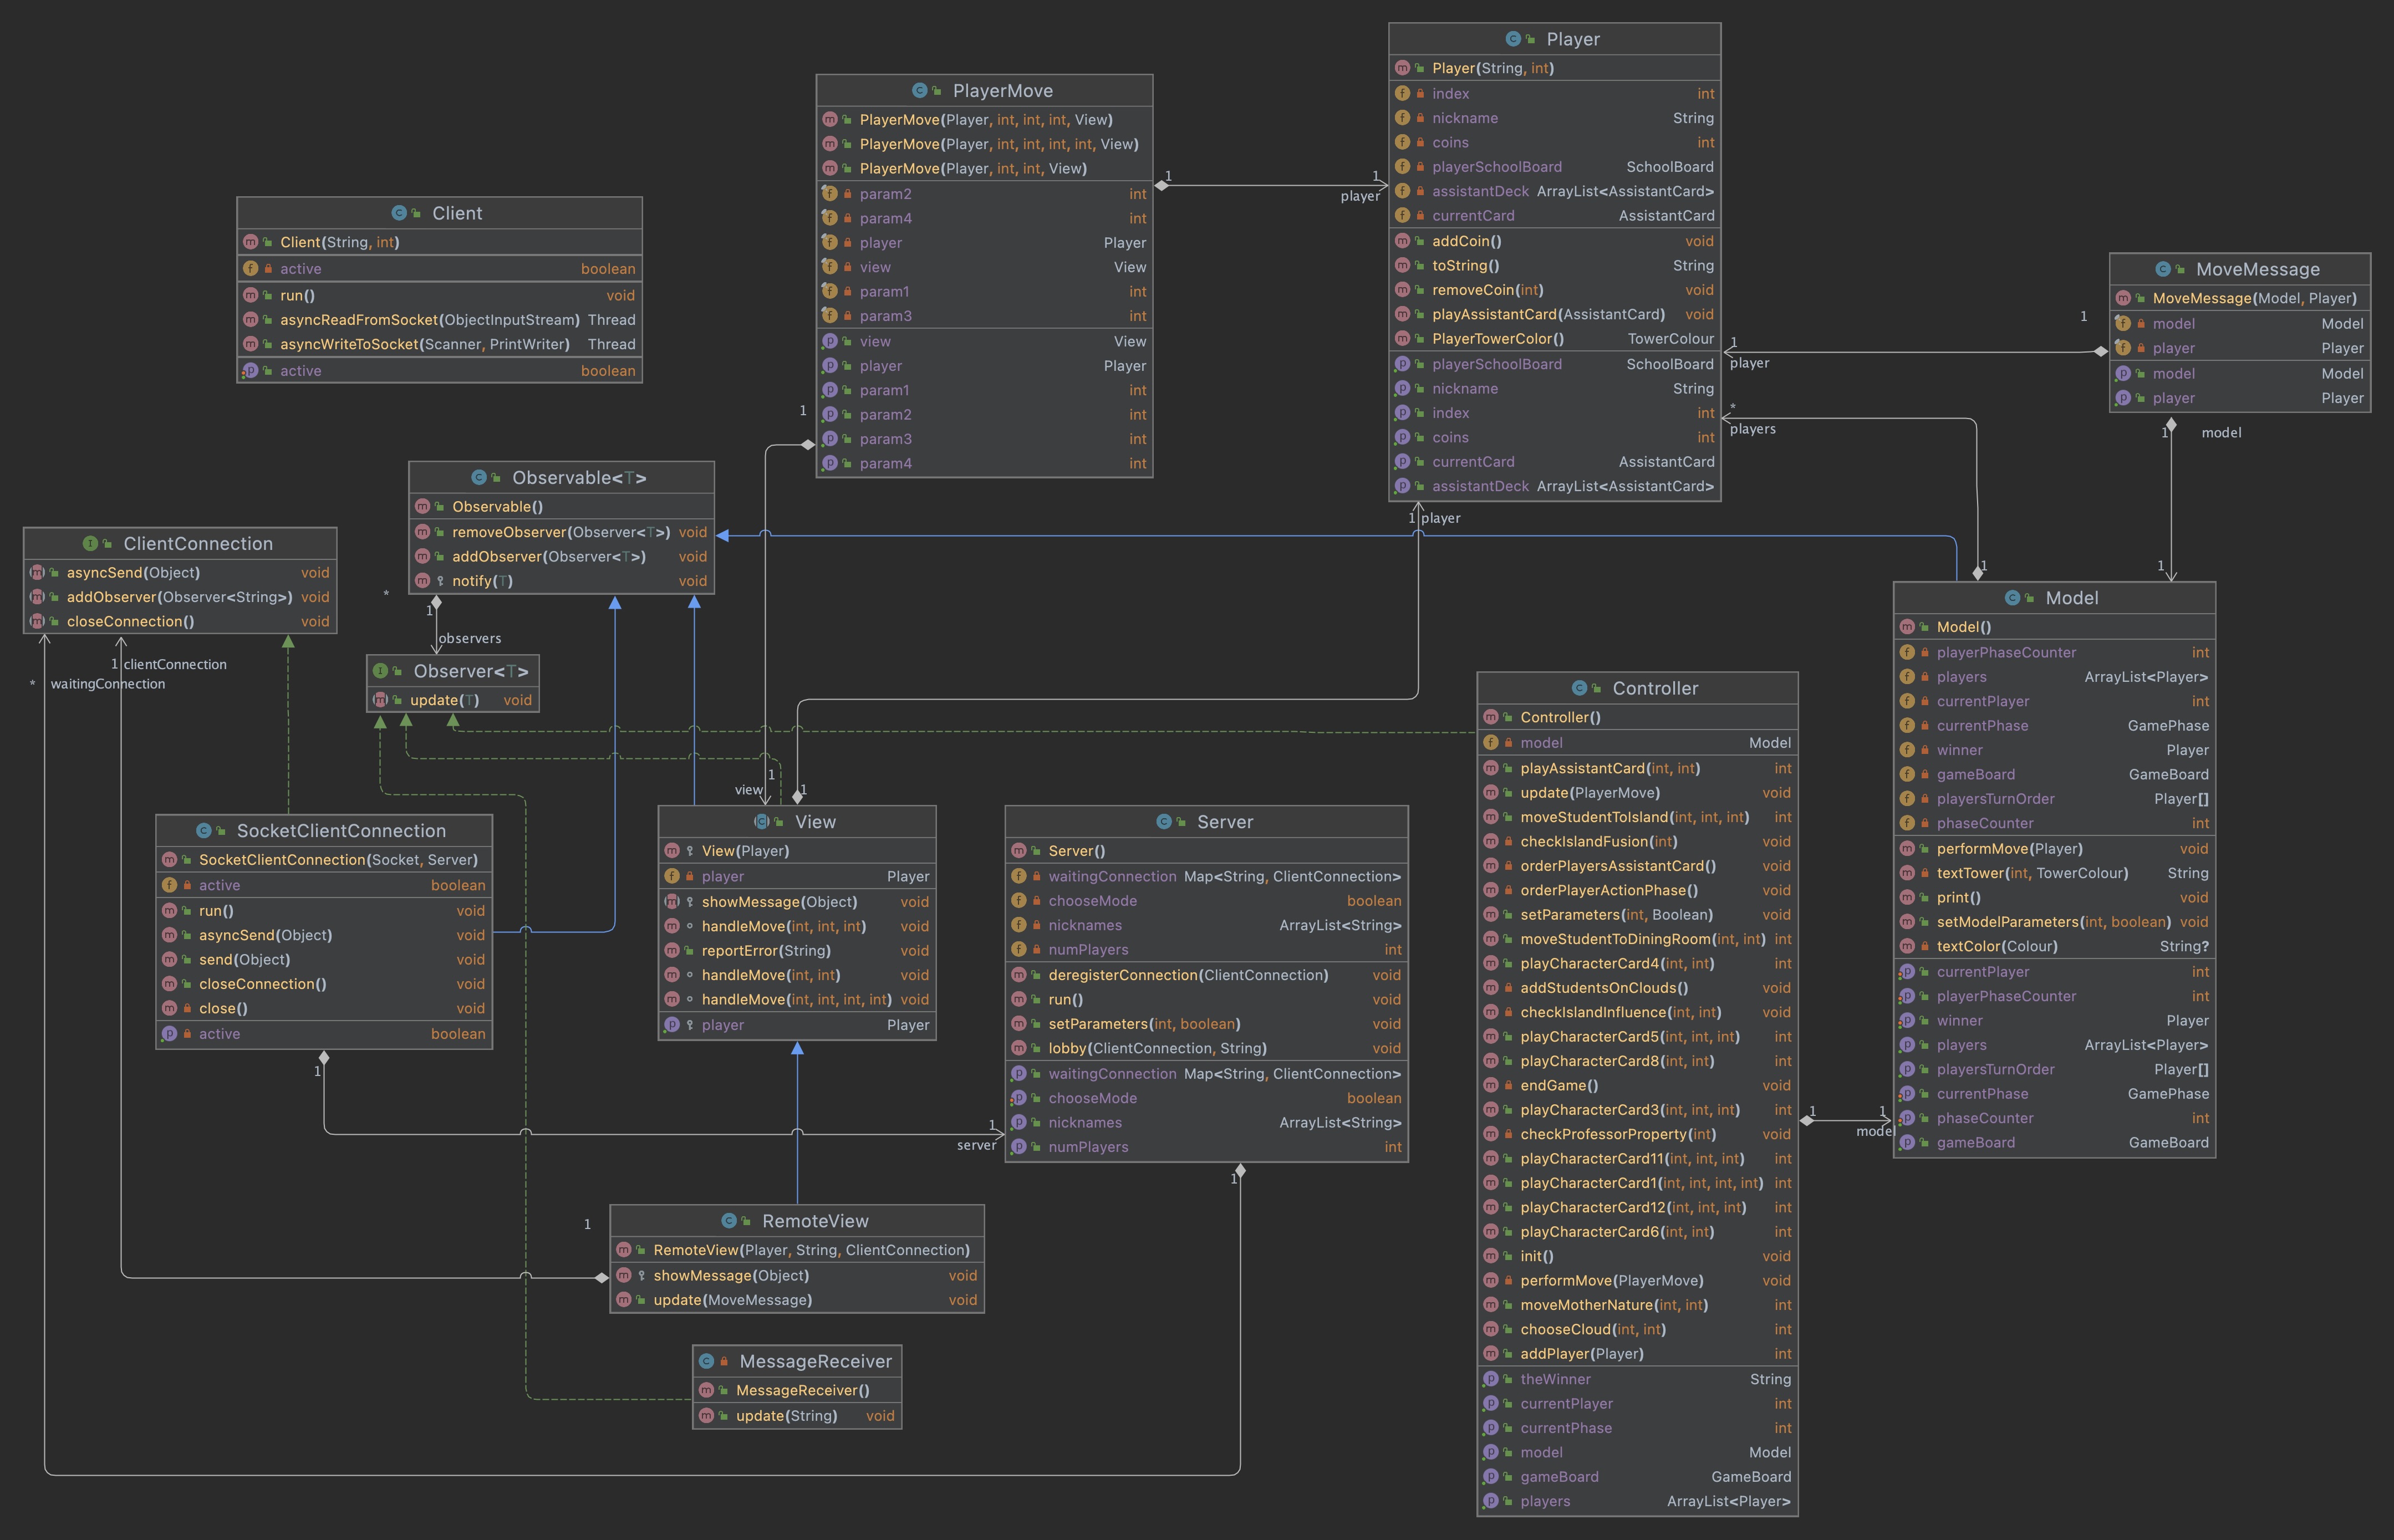 Player
Player(String, int)
index int
nickname String
coins int
playerSchoolBoard SchoolBoard
assistantDeck ArrayList<AssistantCard>
currentCard AssistantCard
addCoin() void
toString() String
removeCoin(int) void
playAssistantCard(AssistantCard) void
PlayerTowerColor() TowerColour
playerSchoolBoard SchoolBoard
nickname String
index int
coins int
currentCard AssistantCard
assistantDeck ArrayList<AssistantCard>
PlayerMove
PlayerMove(Player, int, int, int, View)
PlayerMove(Player, int, int, int, int, View)
PlayerMove(Player, int, int, View)
param2 int
param4 int
player Player
view View
param1 int
param3 int
view View
player Player
param1 int
param2 int
param3 int
param4 int
1
1
player
1
Client
Client(String, int)
active boolean
run() void
asyncReadFromSocket(ObjectInputStream) Thread
asyncWriteToSocket(Scanner, PrintWriter) Thread
active boolean
MoveMessage
MoveMessage(Model, Player)
model Model
player Player
model Model
player Player
1
1
player
*
players
1
model
1
1
1 player
Observable<T>
Observable()
removeObserver(Observer<T>) void
addObserver(Observer<T>) void
notify(T) void
*
1
observers
ClientConnection
asyncSend(Object) void
addObserver(Observer<String>) void
closeConnection() void
1 clientConnection
* waitingConnection
Observer<T>
update(T) void
Model
Model()
playerPhaseCounter int
players ArrayList<Player>
currentPlayer int
currentPhase GamePhase
winner Player
gameBoard GameBoard
playersTurnOrder Player[]
phaseCounter int
performMove(Player) void
textTower(int, TowerColour) String
print() void
setModelParameters(int, boolean) void
textColor(Colour) String?
currentPlayer int
playerPhaseCounter int
winner Player
players ArrayList<Player>
playersTurnOrder Player[]
currentPhase GamePhase
phaseCounter int
gameBoard GameBoard
Controller
Controller()
model Model
playAssistantCard(int, int) int
update(PlayerMove) void
moveStudentToIsland(int, int, int) int
checkIslandFusion(int) void
orderPlayersAssistantCard() void
orderPlayerActionPhase() void
setParameters(int, Boolean) void
moveStudentToDiningRoom(int, int) int
playCharacterCard4(int, int) int
addStudentsOnClouds() void
checkIslandInfluence(int, int) void
playCharacterCard5(int, int, int) int
playCharacterCard8(int, int) int
endGame() void
playCharacterCard3(int, int, int) int
checkProfessorProperty(int) void
playCharacterCard11(int, int, int) int
playCharacterCard1(int, int, int, int) int
playCharacterCard12(int, int, int) int
playCharacterCard6(int, int) int
init() void
performMove(PlayerMove) void
moveMotherNature(int, int) int
chooseCloud(int, int) int
addPlayer(Player) int
theWinner String
currentPlayer int
currentPhase int
model Model
gameBoard GameBoard
players ArrayList<Player>
1
1
model
1
view
1
View
View(Player)
player Player
showMessage(Object) void
handleMove(int, int, int) void
reportError(String) void
handleMove(int, int) void
handleMove(int, int, int, int) void
player Player
Server
Server()
waitingConnection Map<String, ClientConnection>
chooseMode boolean
nicknames ArrayList<String>
numPlayers int
deregisterConnection(ClientConnection) void
run() void
setParameters(int, boolean) void
lobby(ClientConnection, String) void
waitingConnection Map<String, ClientConnection>
chooseMode boolean
nicknames ArrayList<String>
numPlayers int
SocketClientConnection
SocketClientConnection(Socket, Server)
active boolean
run() void
asyncSend(Object) void
send(Object) void
closeConnection() void
close() void
active boolean
1
1
server
1
1
RemoteView
RemoteView(Player, String, ClientConnection)
showMessage(Object) void
update(MoveMessage) void
MessageReceiver
MessageReceiver()
update(String) void